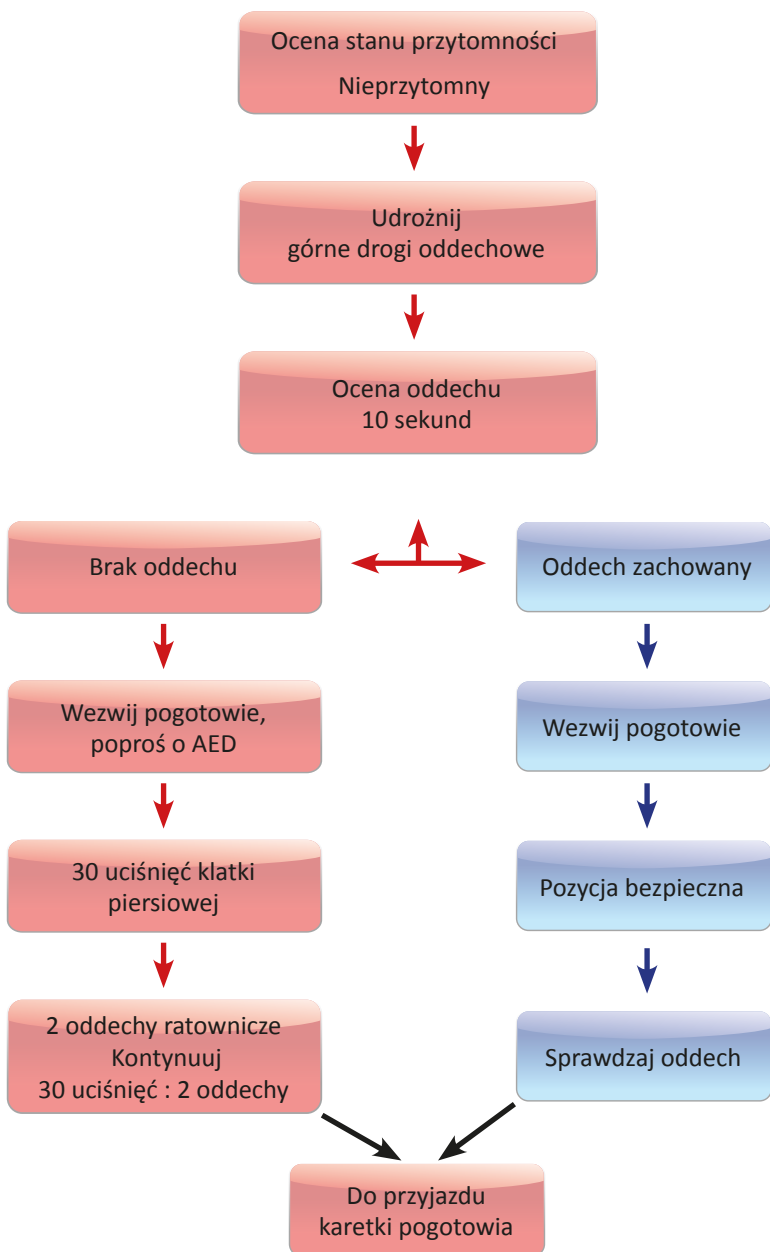 Ocena stanu przytomności
Nieprzytomny
Udrożnij
górne drogi oddechowe
Ocena oddechu
10 sekund
Brak oddechu
Oddech zachowany
Wezwij pogotowie,
poproś o AED
Wezwij pogotowie
30 uciśnięć klatki
piersiowej
Pozycja bezpieczna
2 oddechy ratownicze
Kontynuuj
30 uciśnięć : 2 oddechy
Sprawdzaj oddech
Do przyjazdu
karetki pogotowia